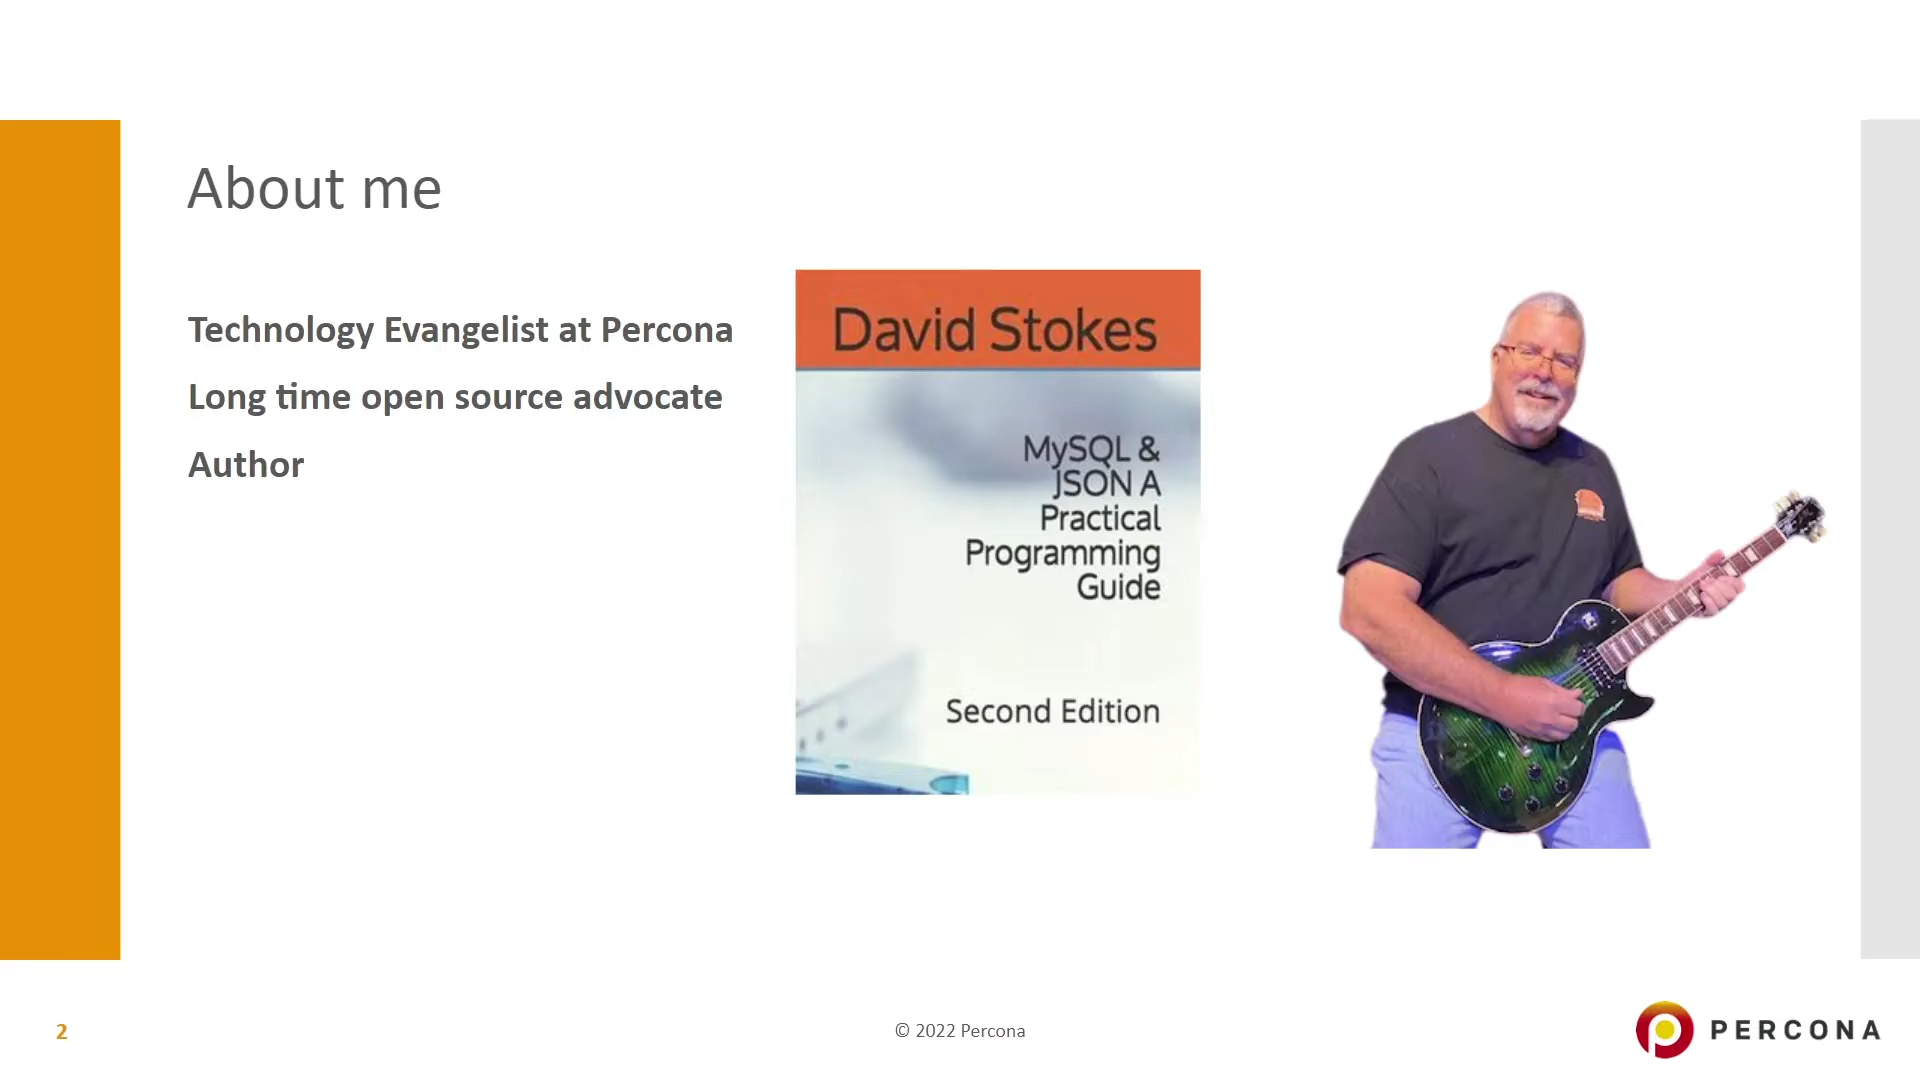 About me
Technology Evangelist at Percona
Long time open source advocate
Author
David Stokes
MySQL &
JSON A
Practical
Programming
Guide
Second Edition
2
© 2022 Percona
PERCONA